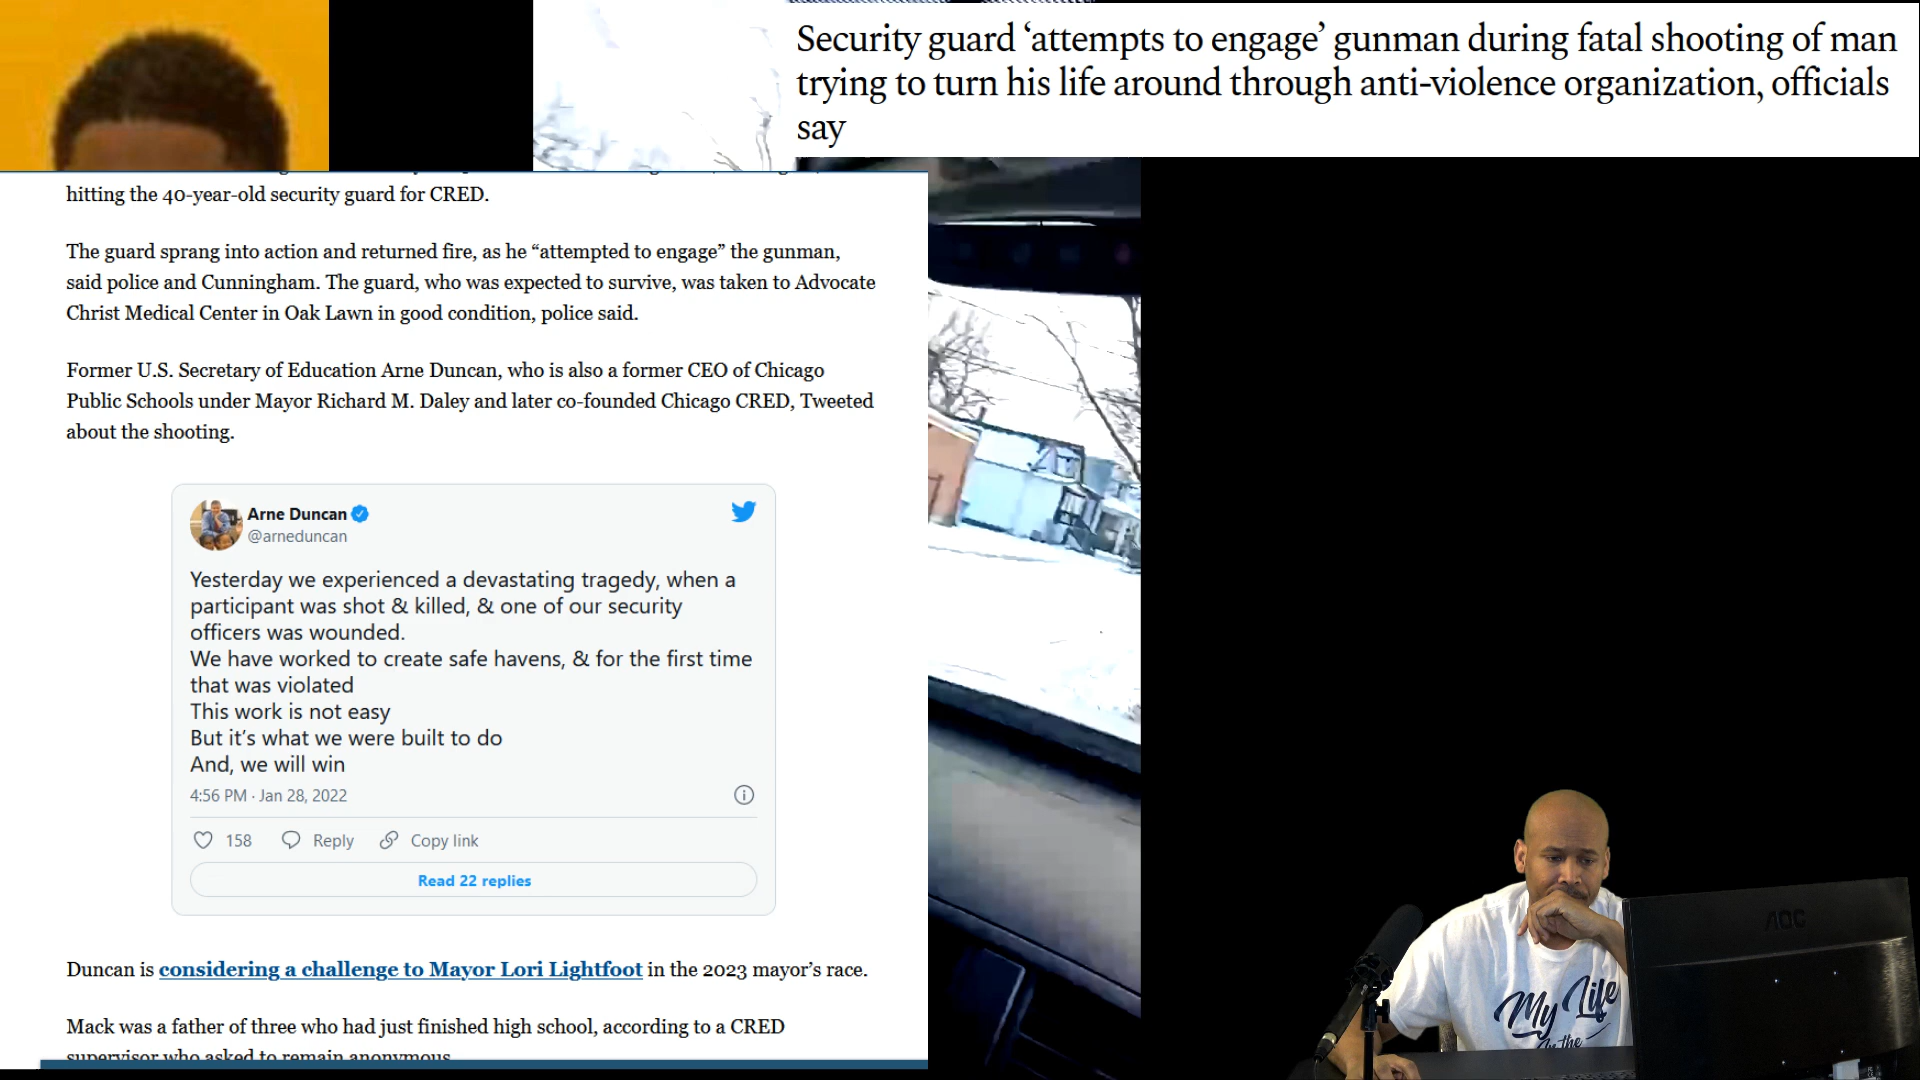 Security guard ‘attempts to engage’ gunman during fatal shooting of man
trying to turn his life around through anti-violence organization, officials
say
hitting the 40-year-old security guard for CRED.
The guard sprang into action and returned fire, as he “attempted to engage” the gunman,
said police and Cunningham. The guard, who was expected to survive, was taken to Advocate
Christ Medical Center in Oak Lawn in good condition, police said.
Former U.S. Secretary of Education Arne Duncan, who is also a former CEO of Chicago
Public Schools under Mayor Richard M. Daley and later co-founded Chicago CRED, Tweeted
about the shooting.
Arne Duncan
@arneduncan
Yesterday we experienced a devastating tragedy, when a
participant was shot & killed, & one of our security
officers was wounded.
We have worked to create safe havens, & for the first time
that was violated
This work is not easy
But it’s what we were built to do
And, we will win
4:56 PM · Jan 28, 2022
158 Reply Copy link
Read 22 replies
Duncan is considering a challenge to Mayor Lori Lightfoot in the 2023 mayor’s race.
Mack was a father of three who had just finished high school, according to a CRED
supervisor who asked to remain anonymous.
AOC
My Life
In the